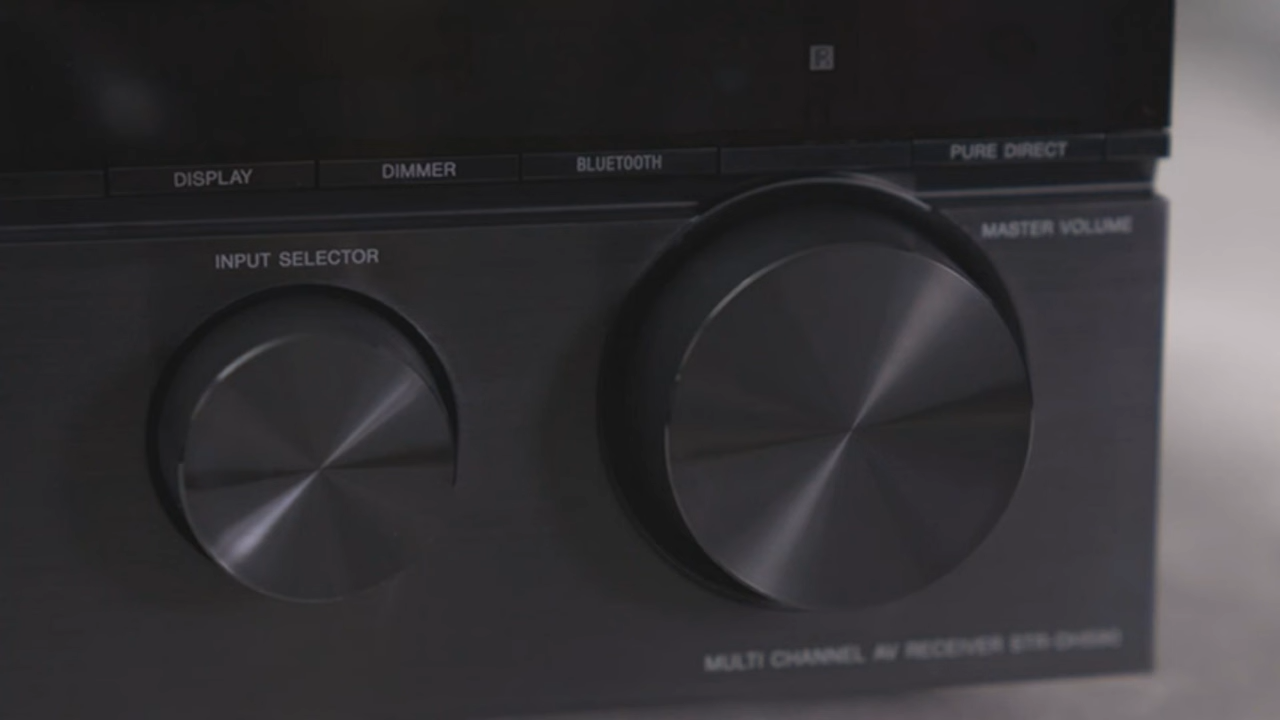 R
DISPLAY
DIMMER
BLUETOOTH
PURE DIRECT
INPUT SELECTOR
MASTER VOLUME
MULTI CHANNEL AV RECEIVER